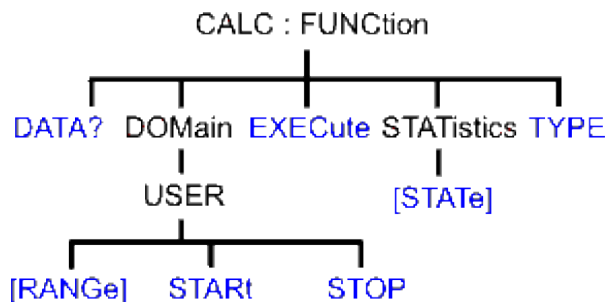 CALC : FUNCtion
DATA? DOMain EXECute STATistics TYPE
USER [STATe]
[RANGe] STARt STOP